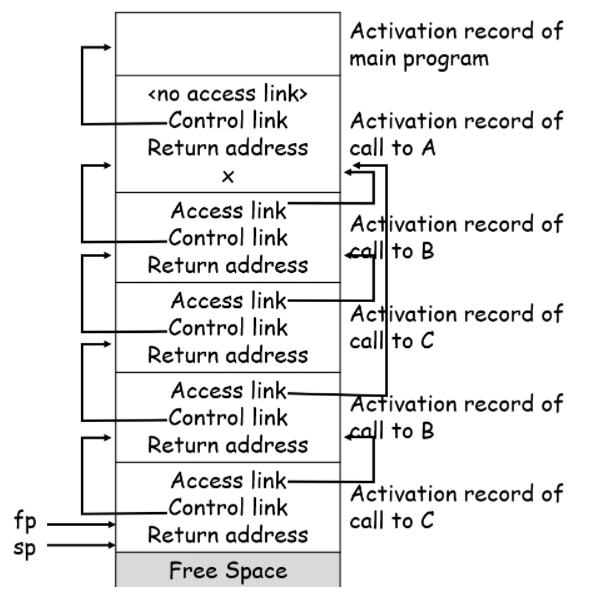 Activation record of
main program
<no access link>
Control link
Return address
x
Activation record of
call to A
Access link
Control link
Return address
Activation record of
call to B
Access link
Control link
Return address
Activation record of
call to C
Access link
Control link
Return address
Activation record of
call to B
Access link
Control link
Return address
Activation record of
call to C
fp
sp
Free Space